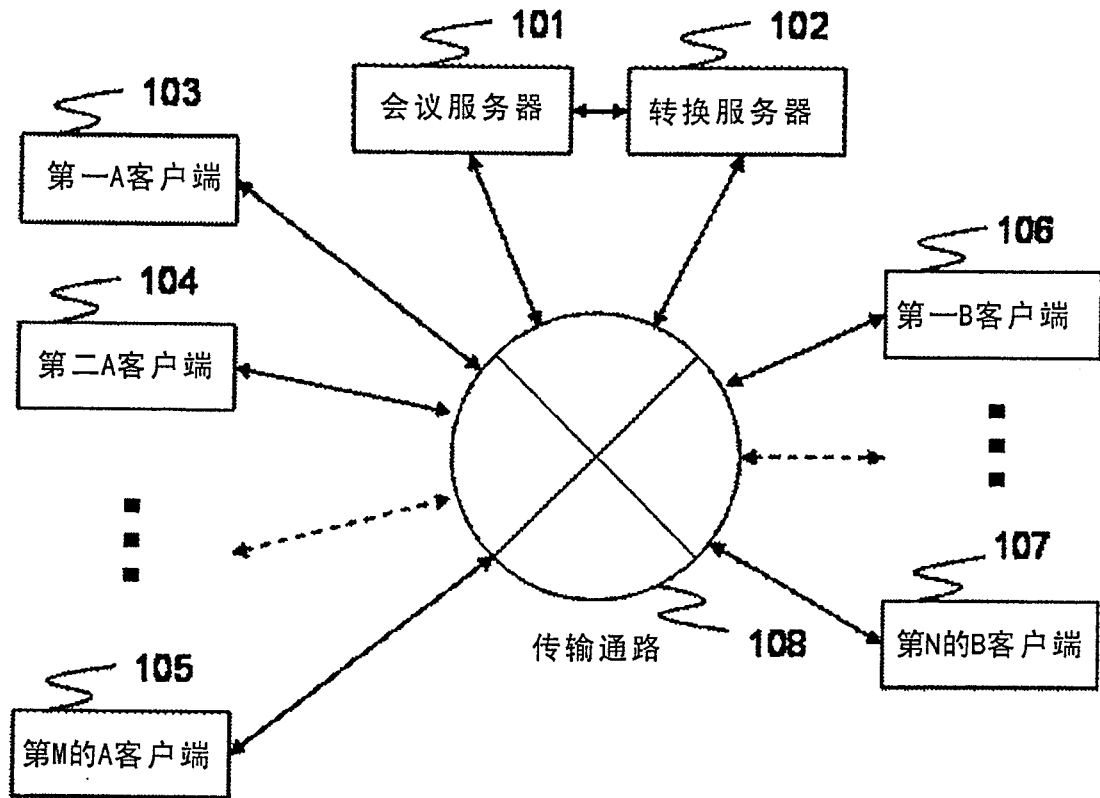 101
102
会议服务器
转换服务器
103
第一A客户端
104
第二A客户端
106
第一B客户端
107
第N的B客户端
传输通路
108
105
第M的A客户端